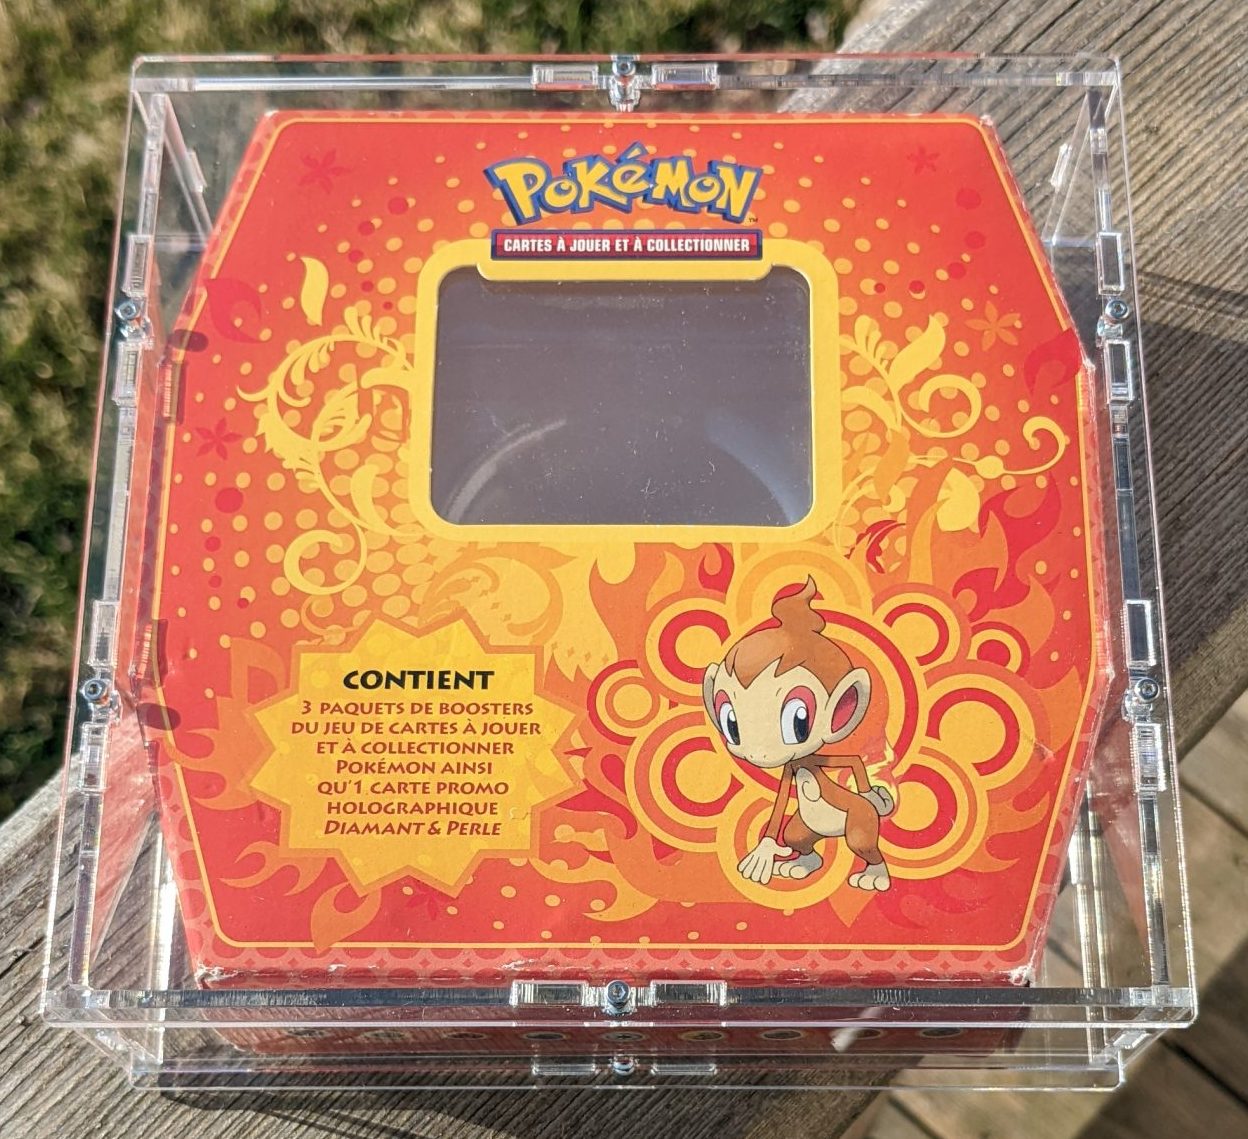 POKéMON
TM
CARTES À JOUER ET À COLLECTIONNER
CONTIENT
3 PAQUETS DE BOOSTERS
DU JEU DE CARTES À JOUER
ET À COLLECTIONNER
POKÉMON AINSI
QU'1 CARTE PROMO
HOLOGRAPHIQUE
DIAMANT & PERLE